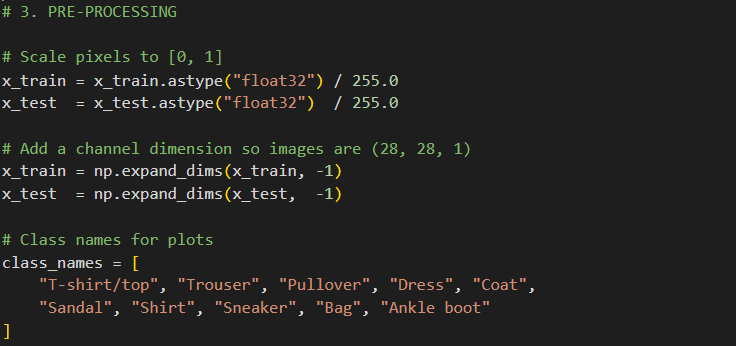 # 3. PRE-PROCESSING
# Scale pixels to [0, 1]
x_train = x_train.astype("float32") / 255.0
x_test  = x_test.astype("float32")  / 255.0
# Add a channel dimension so images are (28, 28, 1)
x_train = np.expand_dims(x_train, -1)
x_test  = np.expand_dims(x_test,  -1)
# Class names for plots
class_names = [
    "T-shirt/top", "Trouser", "Pullover", "Dress", "Coat",
    "Sandal", "Shirt", "Sneaker", "Bag", "Ankle boot"
]